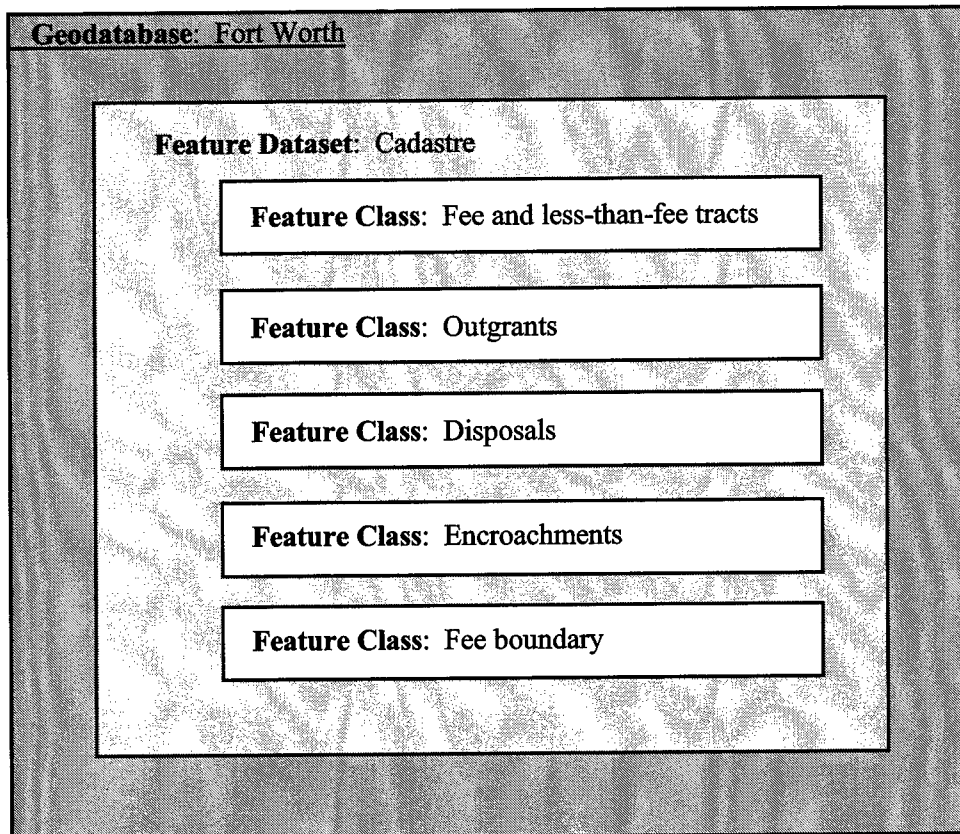 Geodatabase: Fort Worth
Feature Dataset: Cadastre
Feature Class: Fee and less-than-fee tracts
Feature Class: Outgrants
Feature Class: Disposals
Feature Class: Encroachments
Feature Class: Fee boundary